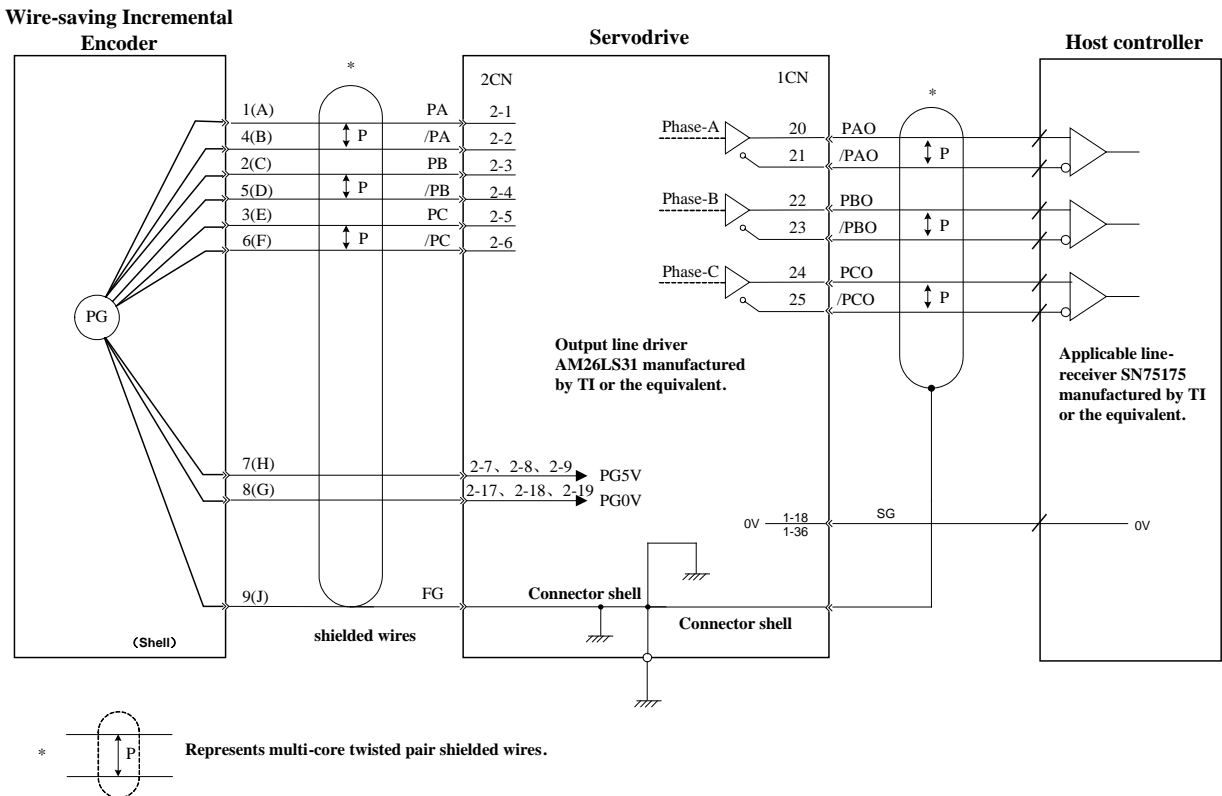 Wire-saving Incremental
Encoder
Servodrive
Host controller
*
2CN
1CN
*
1(A) PA 2-1
P
4(B) /PA 2-2
2(C) PB 2-3
P
5(D) /PB 2-4
3(E) PC 2-5
P
6(F) /PC 2-6
Phase-A 20 PAO
P
21 /PAO
Phase-B 22 PBO
P
23 /PBO
Phase-C 24 PCO
P
25 /PCO
PG
Output line driver
AM26LS31 manufactured
by TI or the equivalent.
Applicable line-
receiver SN75175
manufactured by TI
or the equivalent.
7(H) 2-7、2-8、2-9 PG5V
8(G) 2-17、2-18、2-19 PG0V
0V 1-18 SG 0V
1-36
9(J) FG Connector shell
Connector shell
(Shell)
shielded wires
* P Represents multi-core twisted pair shielded wires.